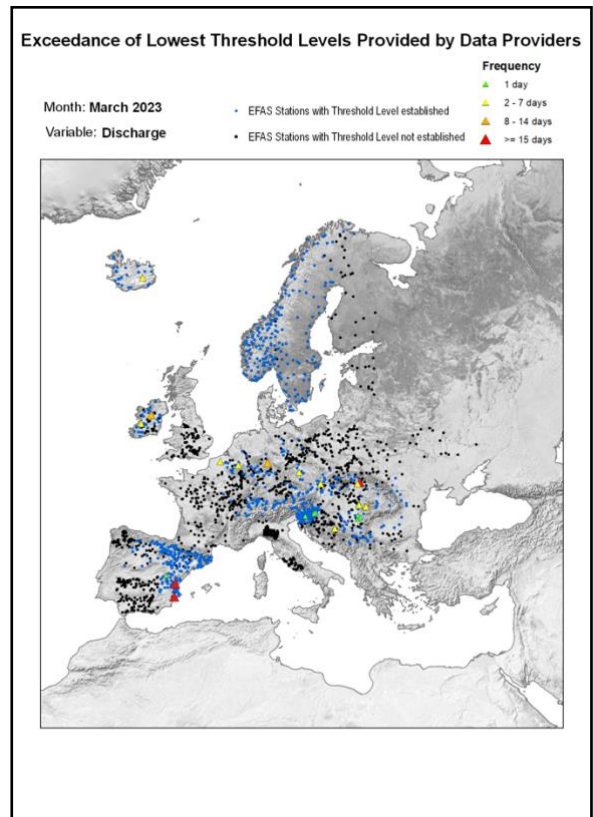 Exceedance of Lowest Threshold Levels Provided by Data Providers
Frequency
1 day
2 - 7 days
8 - 14 days
>= 15 days
Month: March 2023
Variable: Discharge
EFAS Stations with Threshold Level established
EFAS Stations with Threshold Level not established